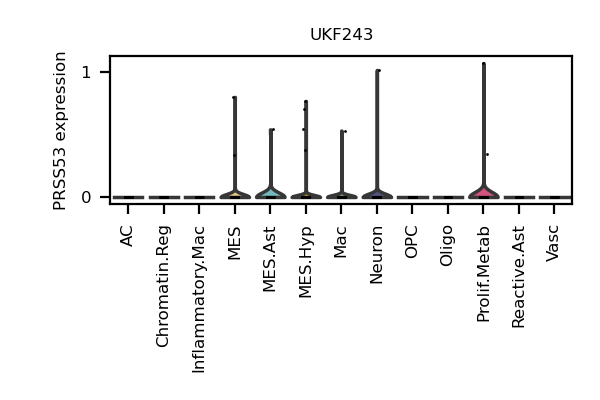 UKF243
PRSS53 expression
1
0
AC
Chromatin.Reg
Inflammatory.Mac
MES
MES.Ast
MES.Hyp
Mac
Neuron
OPC
Oligo
Prolif.Metab
Reactive.Ast
Vasc